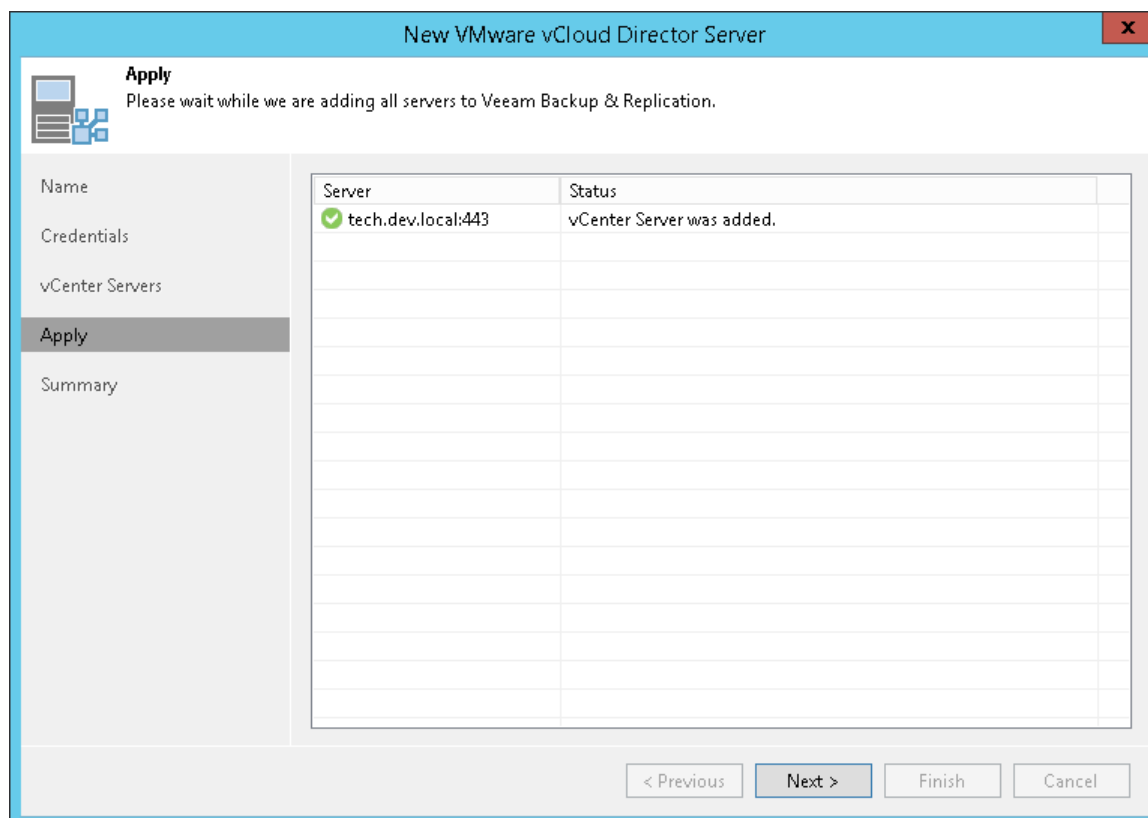 New VMware vCloud Director Server
x
Apply
Please wait while we are adding all servers to Veeam Backup & Replication.
Name
Credentials
vCenter Servers
Apply
Summary
Server Status
tech.dev.local:443 vCenter Server was added.
< Previous Next > Finish Cancel